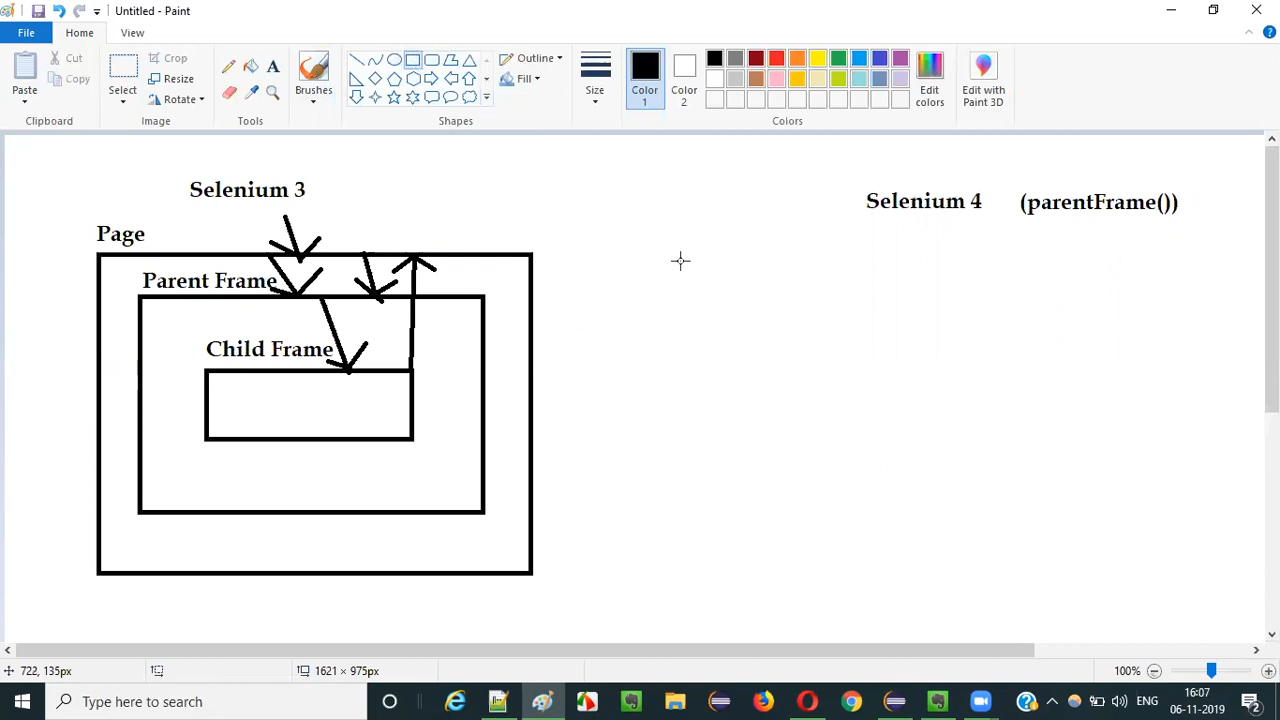 Untitled - Paint
File Home View
Paste
Cut
Copy
Clipboard
Select
Crop
Resize
Rotate
Image
Tools
Brushes
Outline
Fill
Shapes
Size
Color 1
Color 2
Edit colors
Edit with Paint 3D
Colors
Selenium 3
Selenium 4 (parentFrame())
Page
Parent Frame
Child Frame
722, 135px
1621 × 975px
100%
Type here to search
ENG
16:07
06-11-2019
2